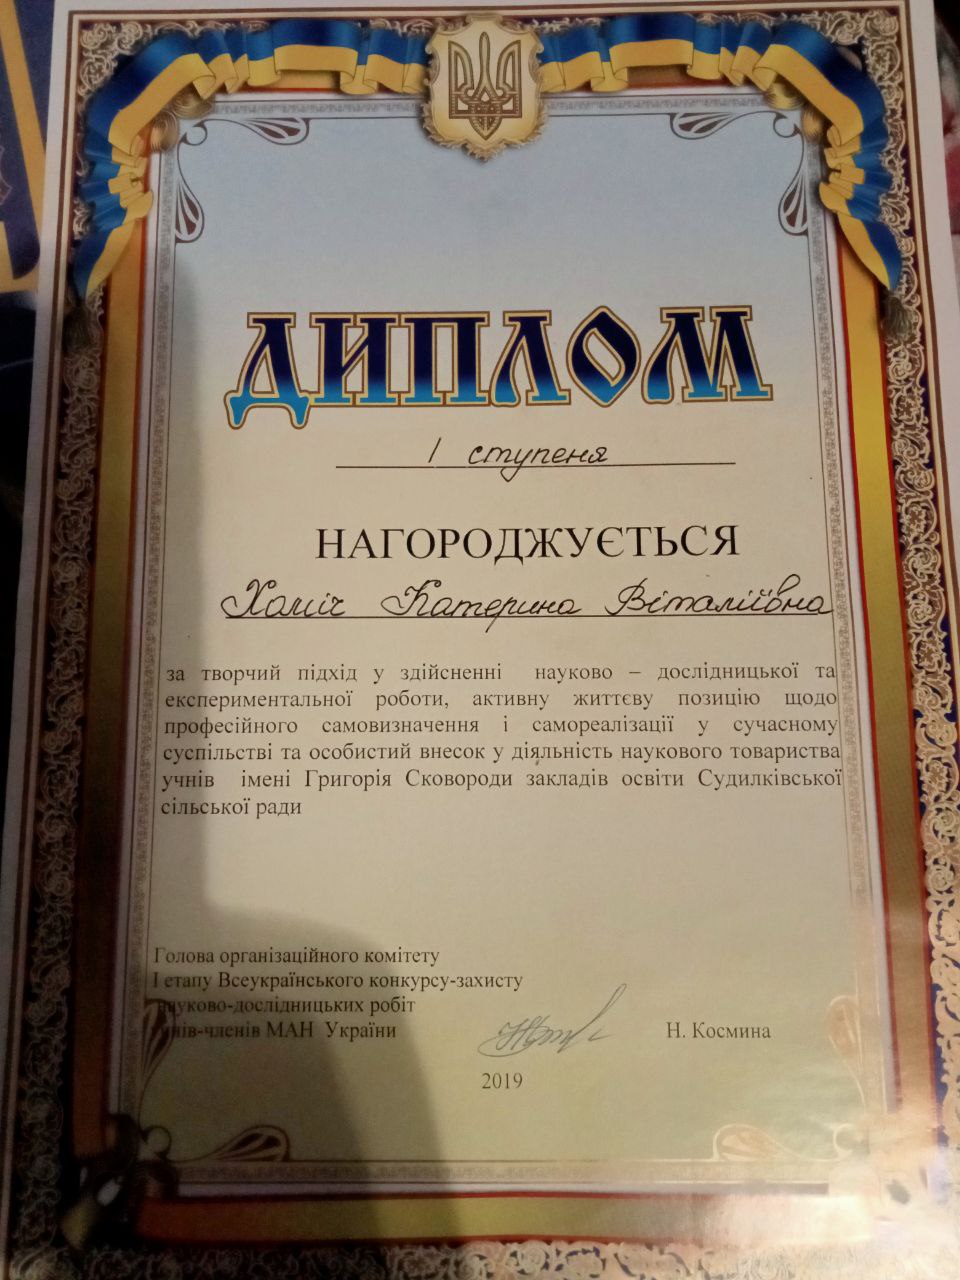 ДИПЛОМ
І ступеня
НАГОРОДЖУЄТЬСЯ
Хоміч Катерина Віталіївна
за творчий підхід у здійсненні науково – дослідницької та
експериментальної роботи, активну життєву позицію щодо
професійного самовизначення і самореалізації у сучасному
суспільстві та особистий внесок у діяльність наукового товариства
учнів імені Григорія Сковороди закладів освіти Судилківської
сільської ради
Голова організаційного комітету
І етапу Всеукраїнського конкурсу-захисту
науково-дослідницьких робіт
учнів-членів МАН України
Н. Космина
2019